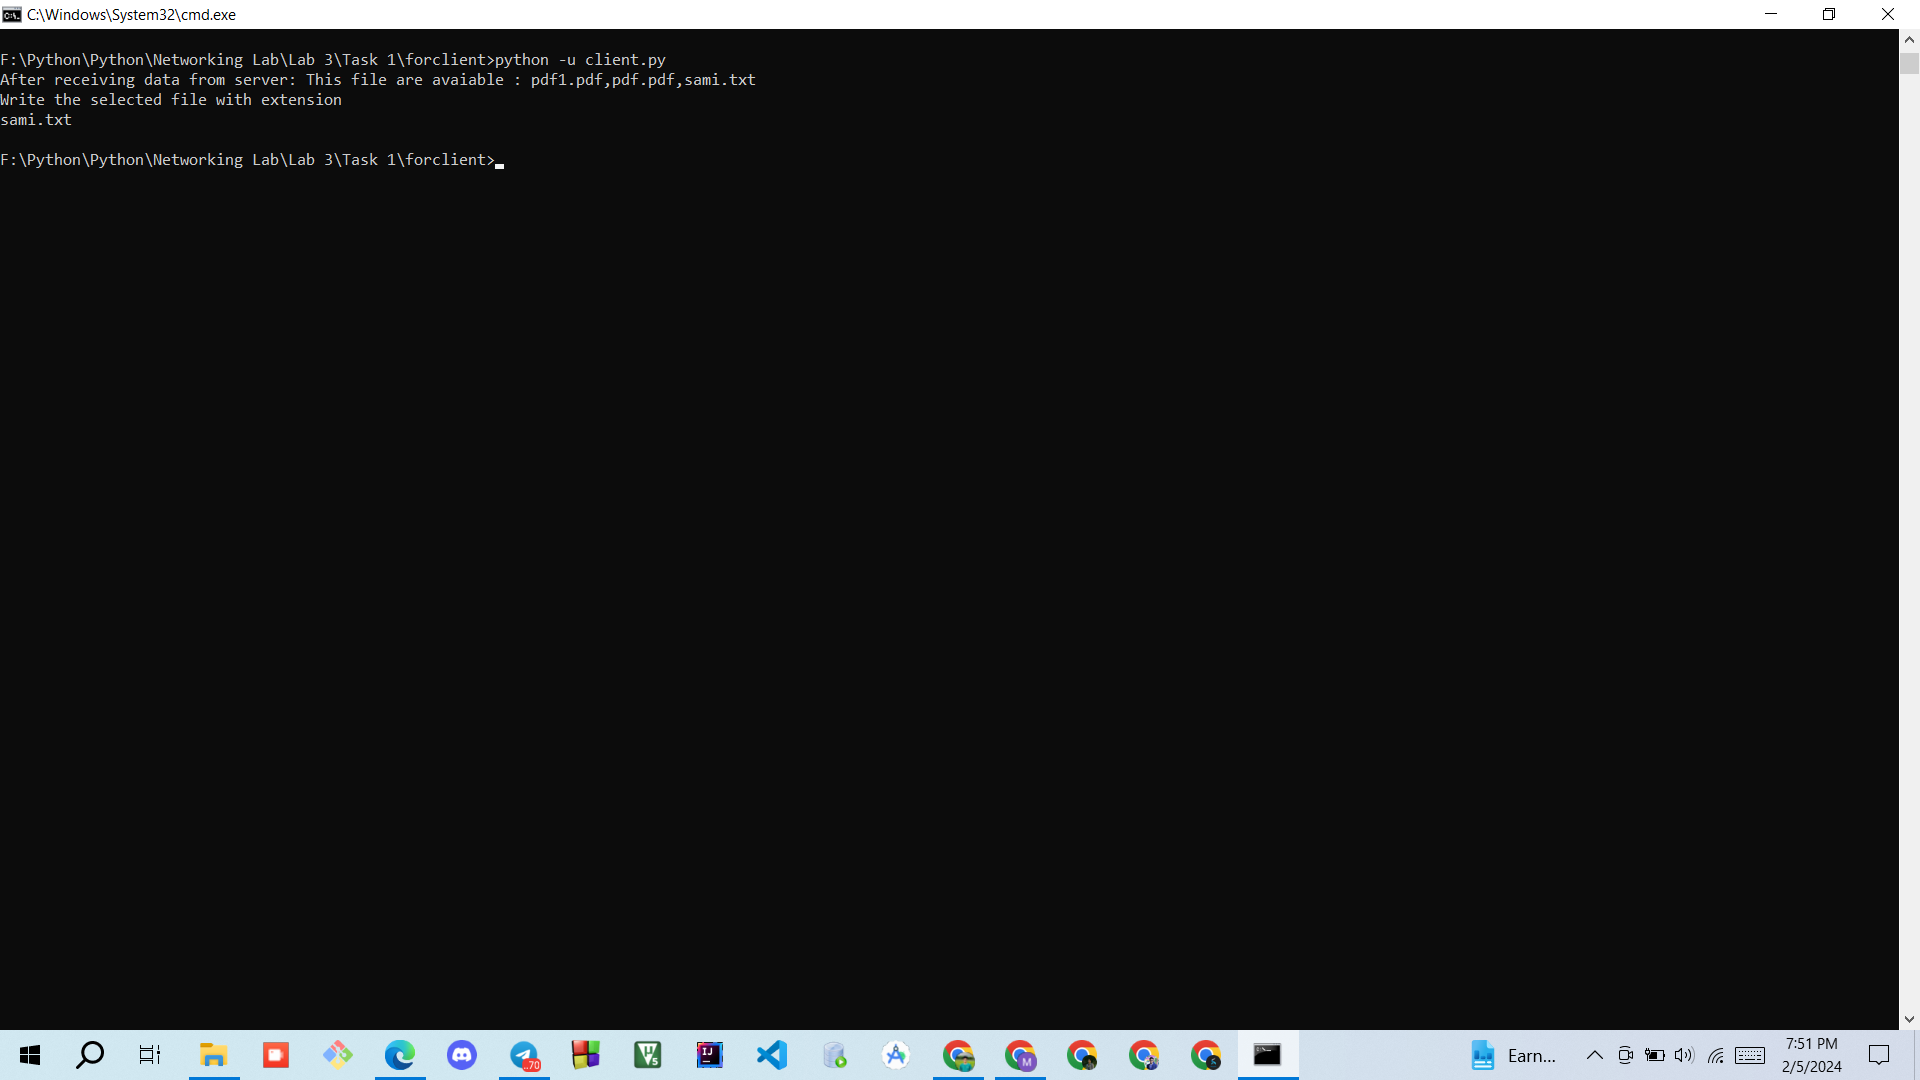 C:\Windows\System32\cmd.exe
F:\Python\Python\Networking Lab\Lab 3\Task 1\forclient>python -u client.py
After receiving data from server: This file are avaiable : pdf1.pdf,pdf.pdf,sami.txt
Write the selected file with extension
sami.txt
F:\Python\Python\Networking Lab\Lab 3\Task 1\forclient>
Earn...
7:51 PM
2/5/2024
..70
IJ
M
V5